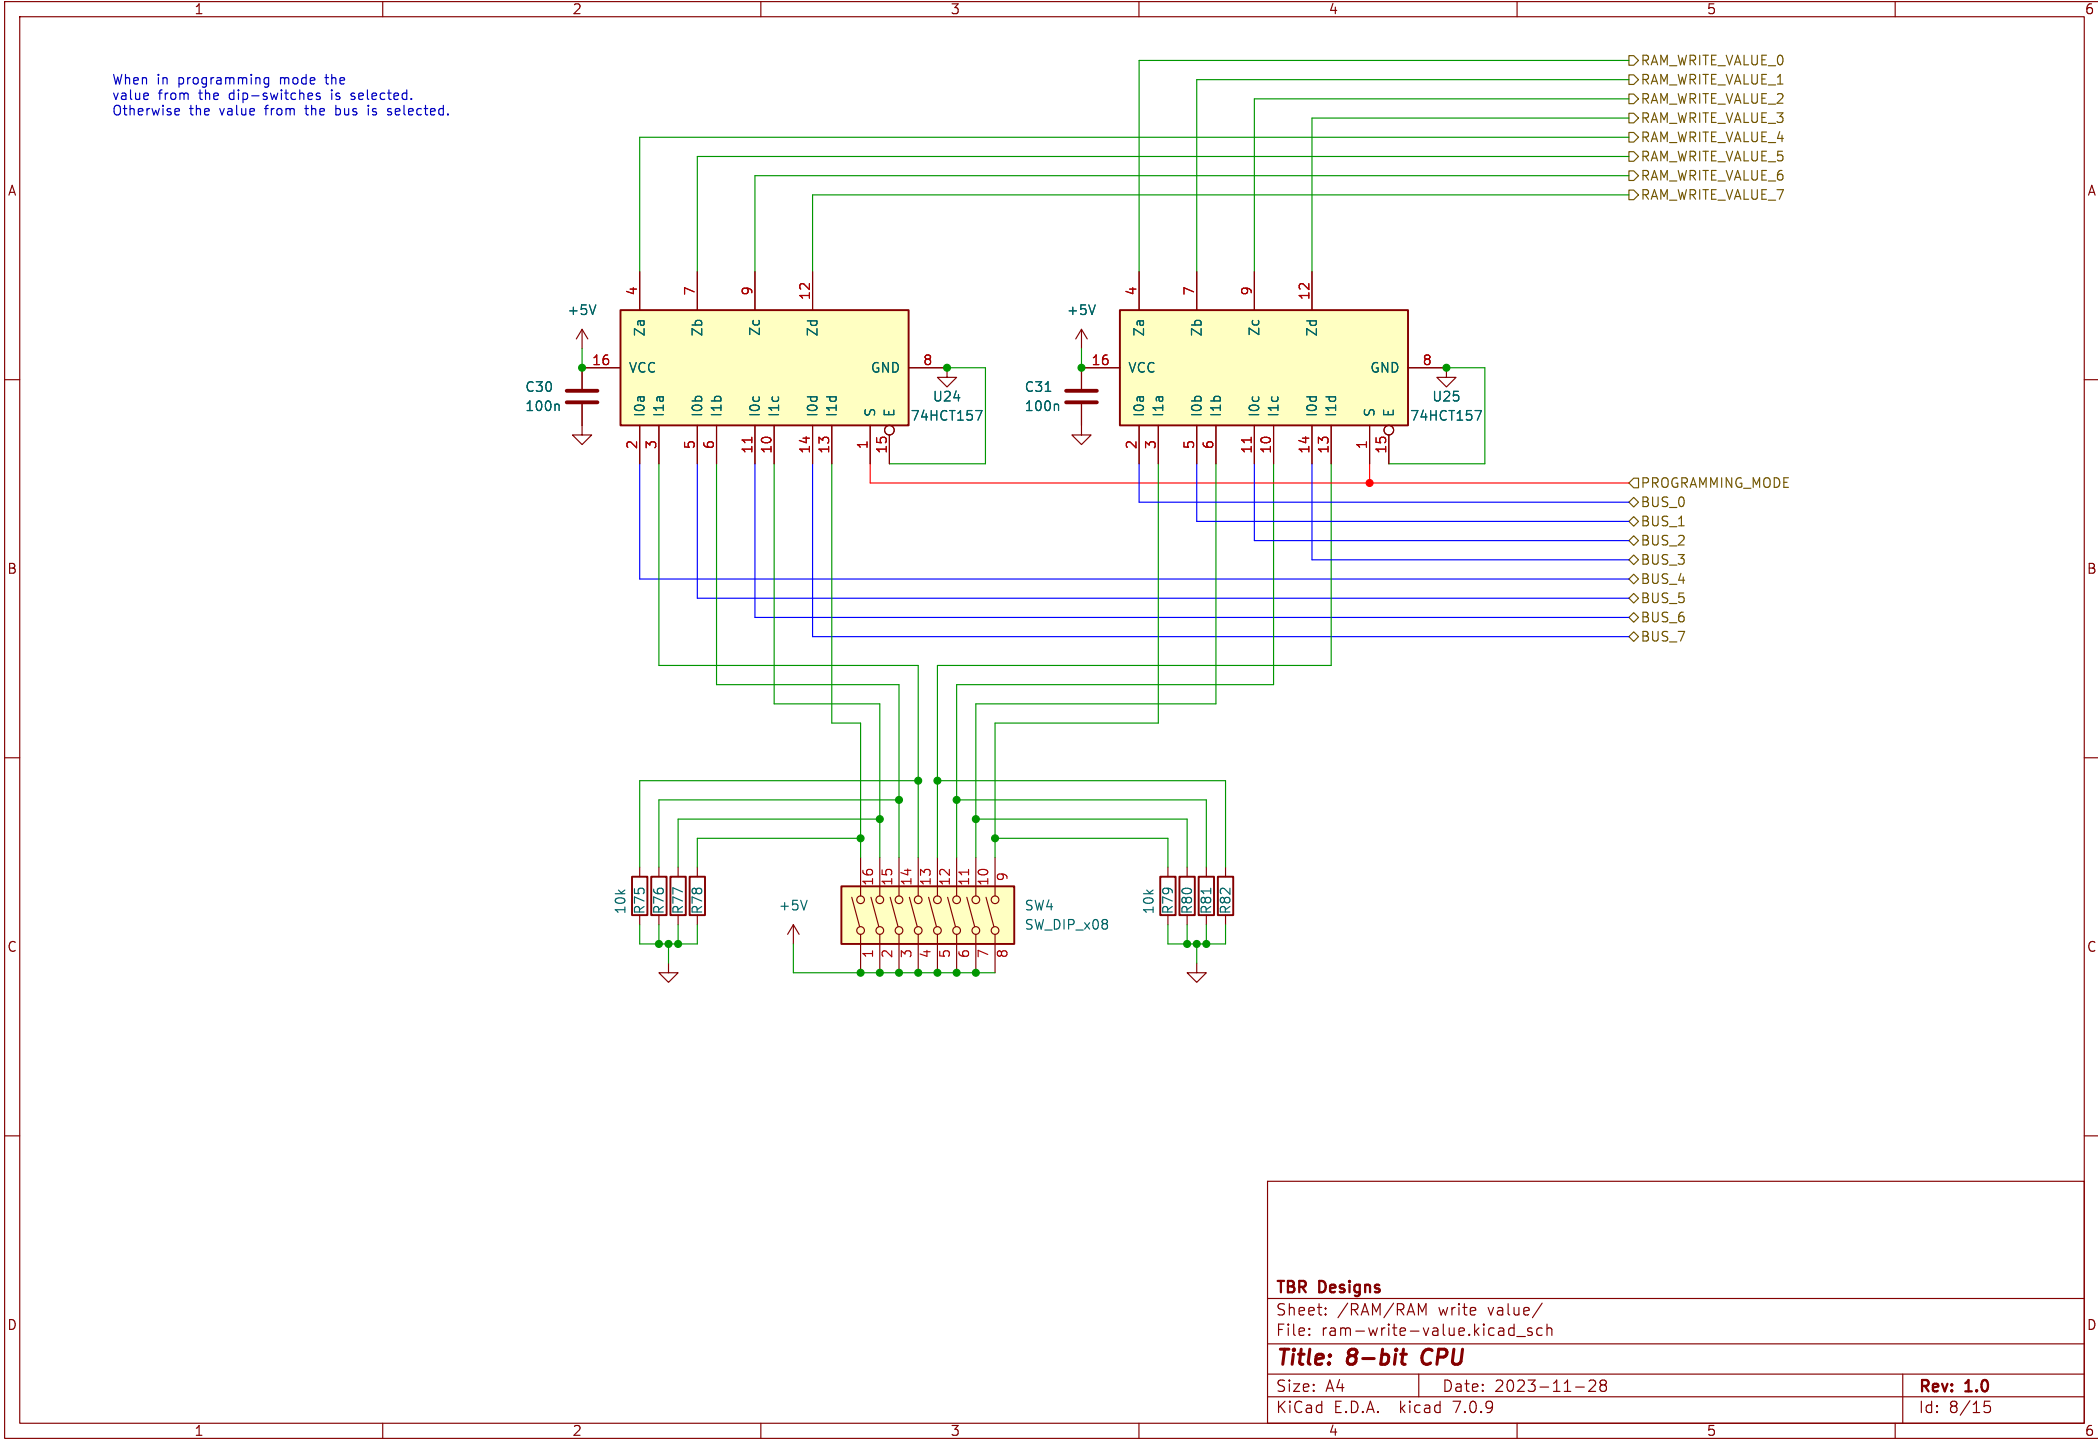 1 2 3 4 5 6
When in programming mode the
value from the dip-switches is selected.
Otherwise the value from the bus is selected.
RAM_WRITE_VALUE_0
RAM_WRITE_VALUE_1
RAM_WRITE_VALUE_2
RAM_WRITE_VALUE_3
RAM_WRITE_VALUE_4
RAM_WRITE_VALUE_5
RAM_WRITE_VALUE_6
RAM_WRITE_VALUE_7
A A
4 7 9 12
4 7 9 12
+5V
Za Zb Zc Zd
+5V
Za Zb Zc Zd
16 VCC GND 8
16 VCC GND 8
C30
100n
I0a I1a I0b I1b I0c I1c I0d I1d S E
U24
74HCT157
C31
100n
I0a I1a I0b I1b I0c I1c I0d I1d S E
U25
74HCT157
2 3 5 6 11 10 14 13 1 15
2 3 5 6 11 10 14 13 1 15
PROGRAMMING_MODE
BUS_0
BUS_1
BUS_2
BUS_3
BUS_4
BUS_5
BUS_6
BUS_7
B B
16 15 14 13 12 11 10 9
10k
R75 R76 R77 R78
+5V
SW4
SW_DIP_x08
10k
R79 R80 R81 R82
1 2 3 4 5 6 7 8
C C
TBR Designs
Sheet: /RAM/RAM write value/
File: ram-write-value.kicad_sch
Title: 8-bit CPU
Size: A4 Date: 2023-11-28 Rev: 1.0
KiCad E.D.A. kicad 7.0.9 Id: 8/15
D D
1 2 3 4 5 6